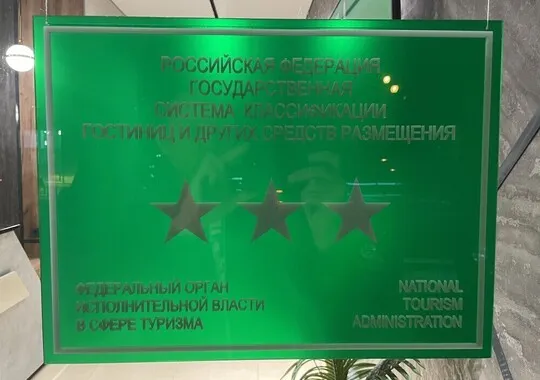 РОССИЙСКАЯ ФЕДЕРАЦИЯ
ГОСУДАРСТВЕННАЯ
СИСТЕМА КЛАССИФИКАЦИИ
ГОСТИНИЦ И ДРУГИХ СРЕДСТВ РАЗМЕЩЕНИЯ
ФЕДЕРАЛЬНЫЙ ОРГАН
ИСПОЛНИТЕЛЬНОЙ ВЛАСТИ
В СФЕРЕ ТУРИЗМА
NATIONAL
TOURISM
ADMINISTRATION